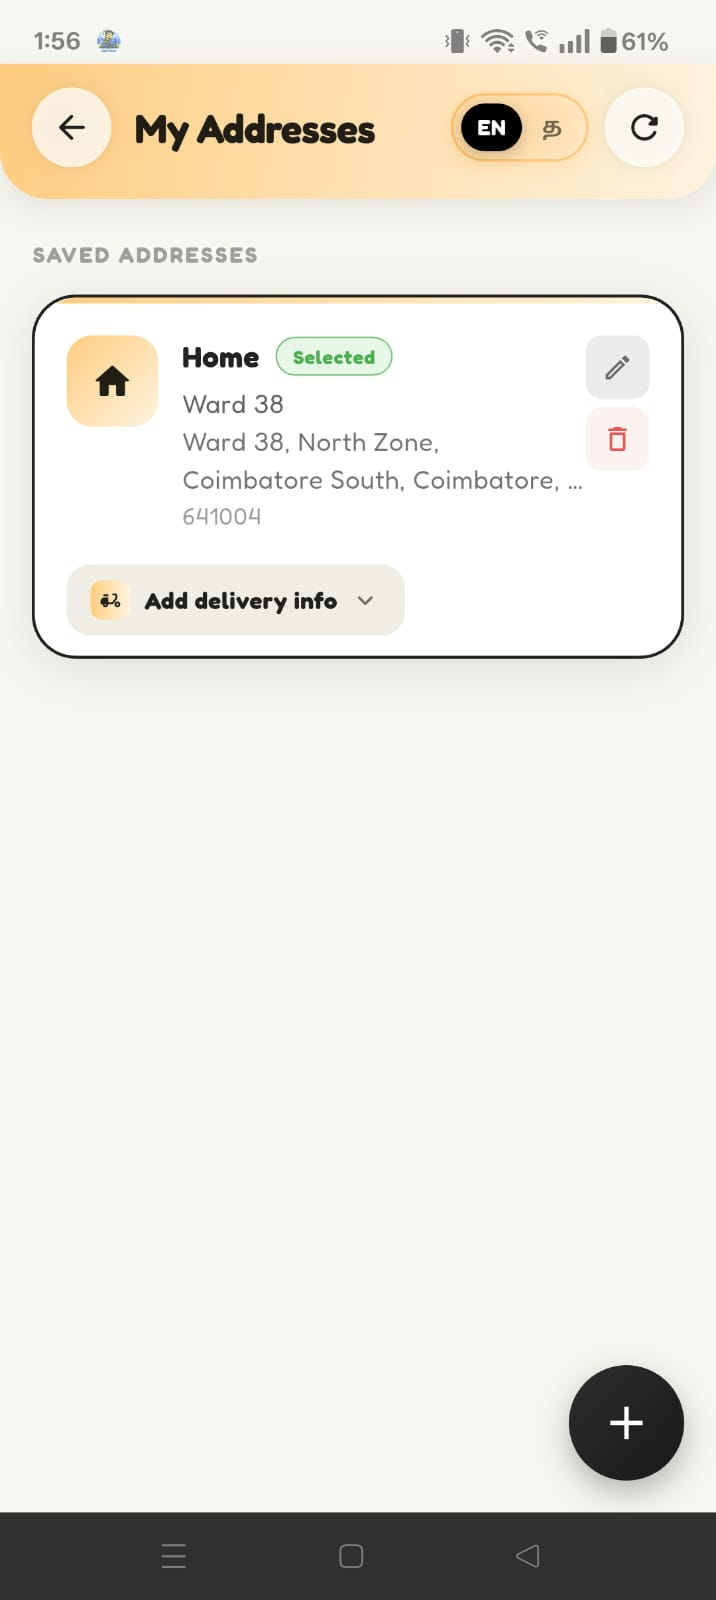 1:56
61%
My Addresses
EN த
SAVED ADDRESSES
Home Selected
Ward 38
Ward 38, North Zone,
Coimbatore South, Coimbatore, ...
641004
Add delivery info